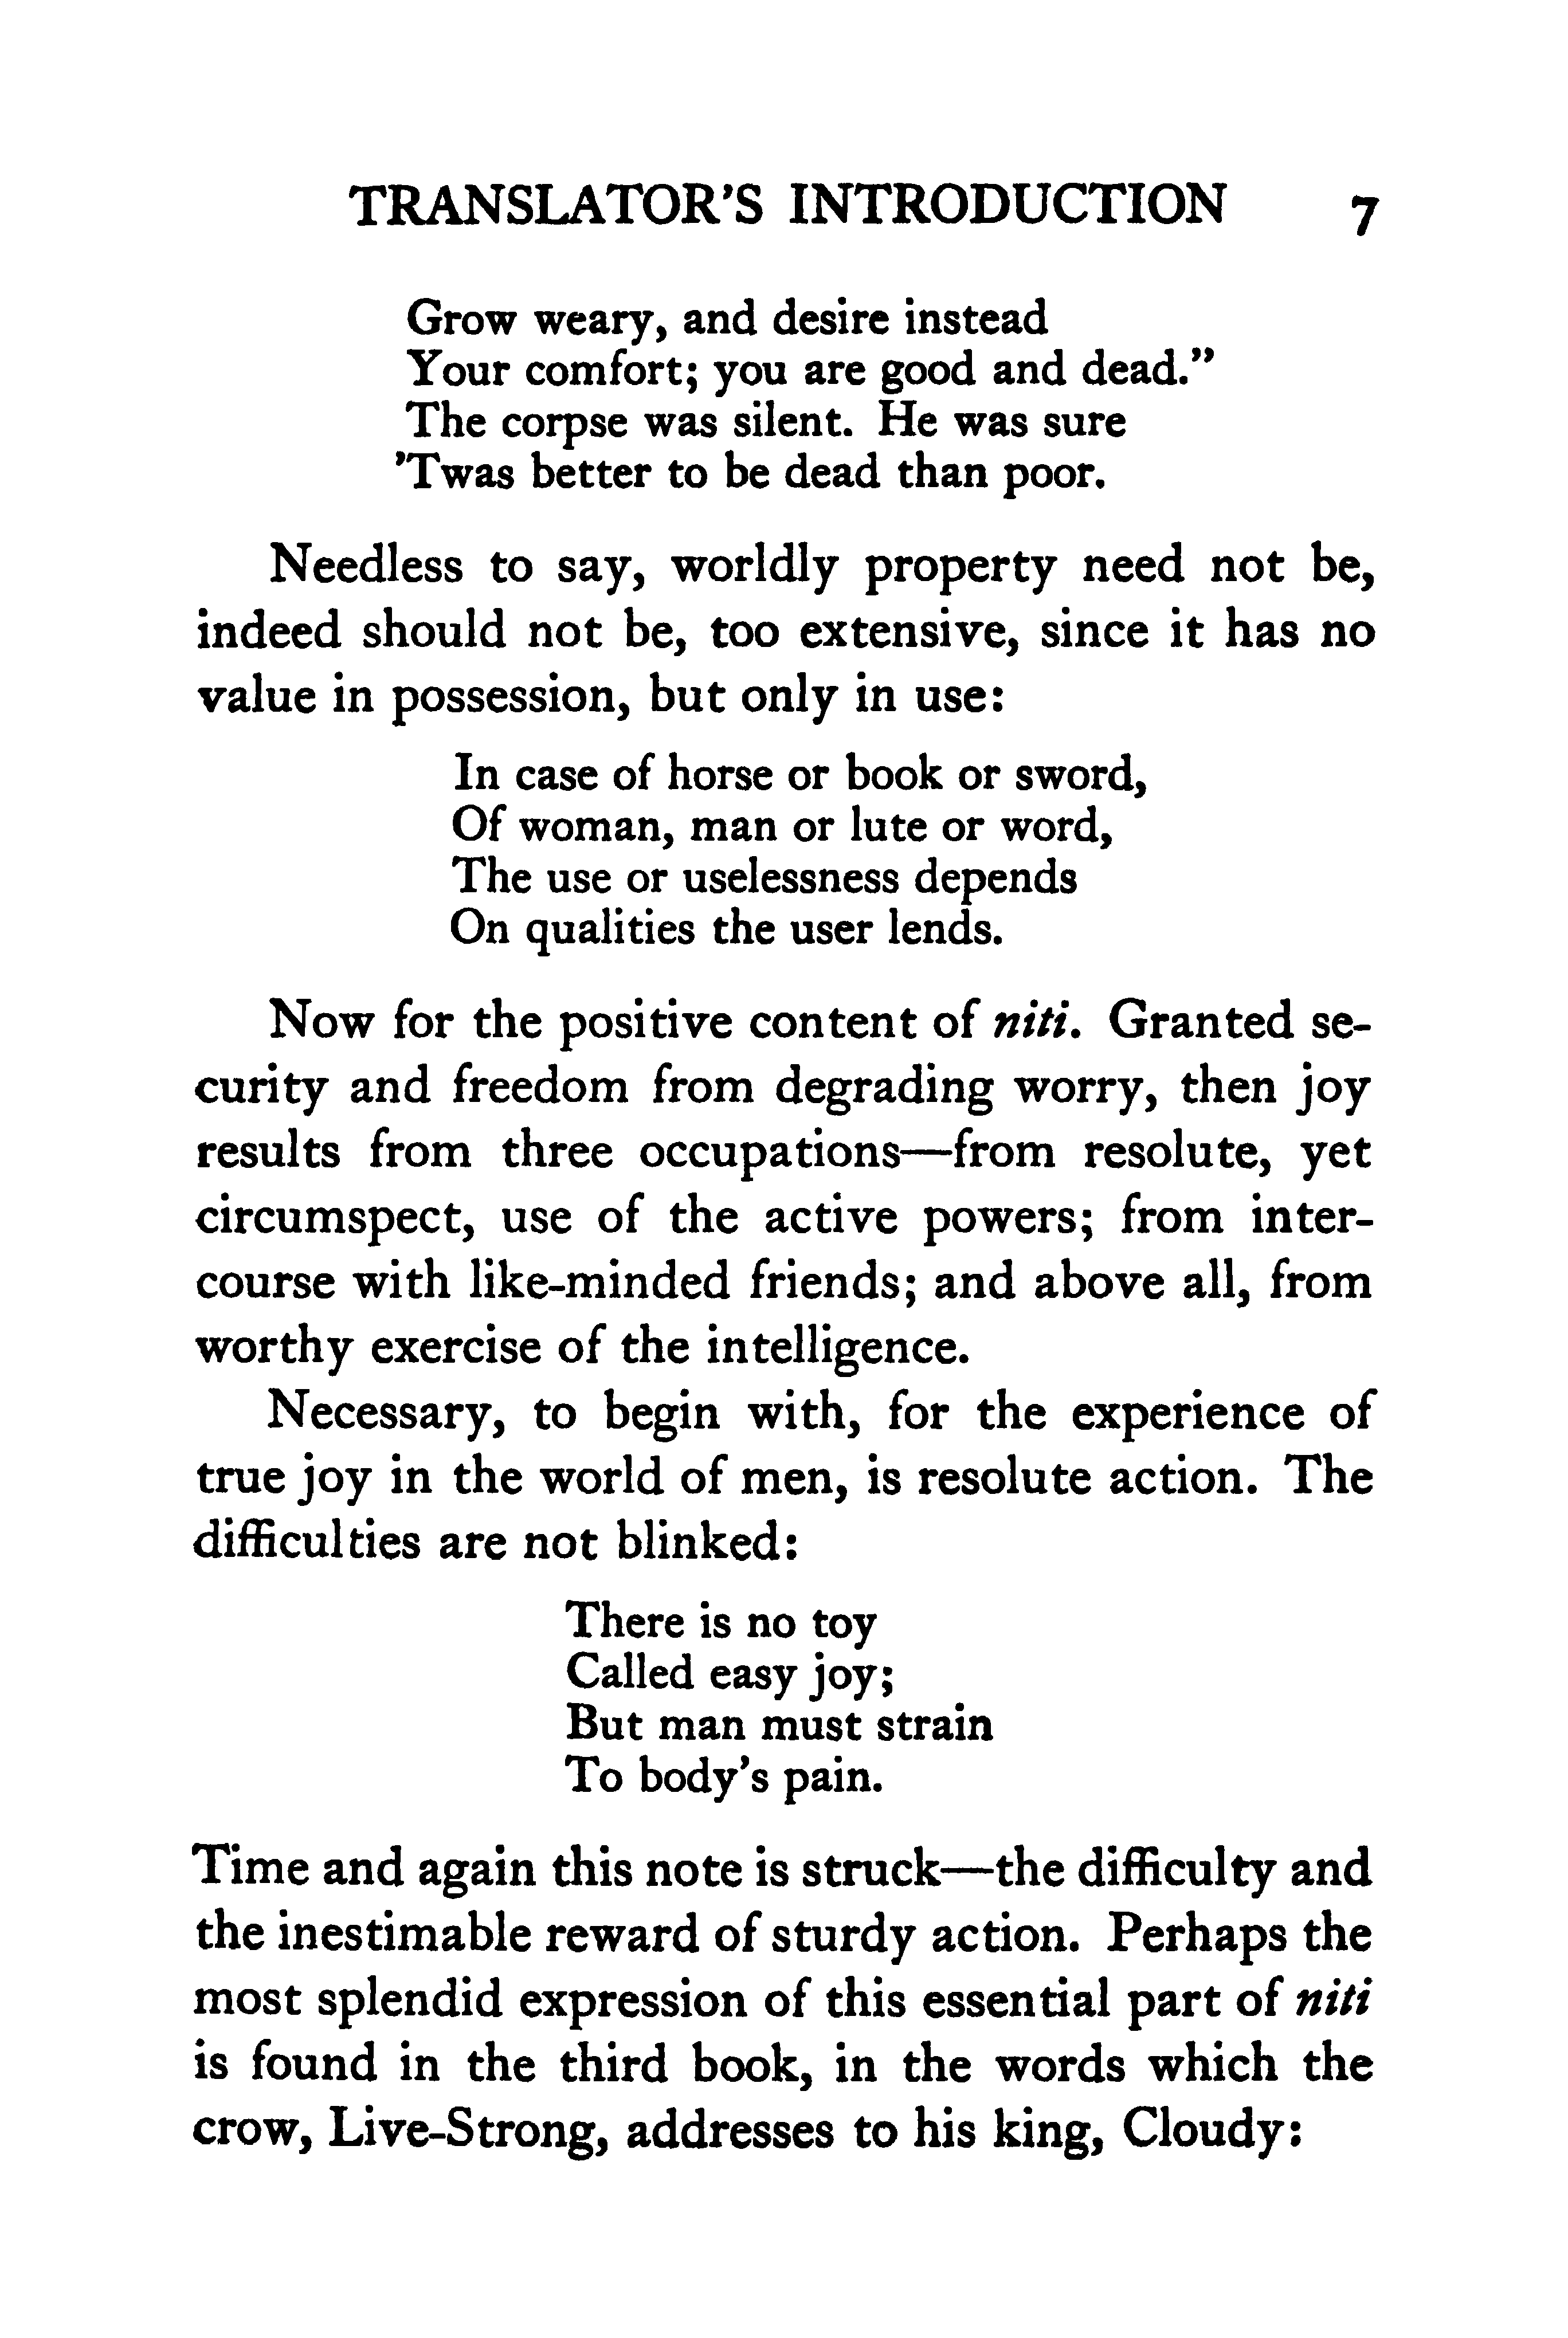 TRANSLATOR'S INTRODUCTION 7
Grow weary, and desire instead
Your comfort; you are good and dead.”
The corpse was silent. He was sure
’Twas better to be dead than poor.
Needless to say, worldly property need not be,
indeed should not be, too extensive, since it has no
value in possession, but only in use:
In case of horse or book or sword,
Of woman, man or lute or word,
The use or uselessness depends
On qualities the user lends.
Now for the positive content of niti. Granted se-
curity and freedom from degrading worry, then joy
results from three occupations—from resolute, yet
circumspect, use of the active powers; from inter-
course with like-minded friends; and above all, from
worthy exercise of the intelligence.
Necessary, to begin with, for the experience of
true joy in the world of men, is resolute action. The
difficulties are not blinked:
There is no toy
Called easy joy;
But man must strain
To body’s pain.
Time and again this note is struck—the difficulty and
the inestimable reward of sturdy action. Perhaps the
most splendid expression of this essential part of niti
is found in the third book, in the words which the
crow, Live-Strong, addresses to his king, Cloudy: